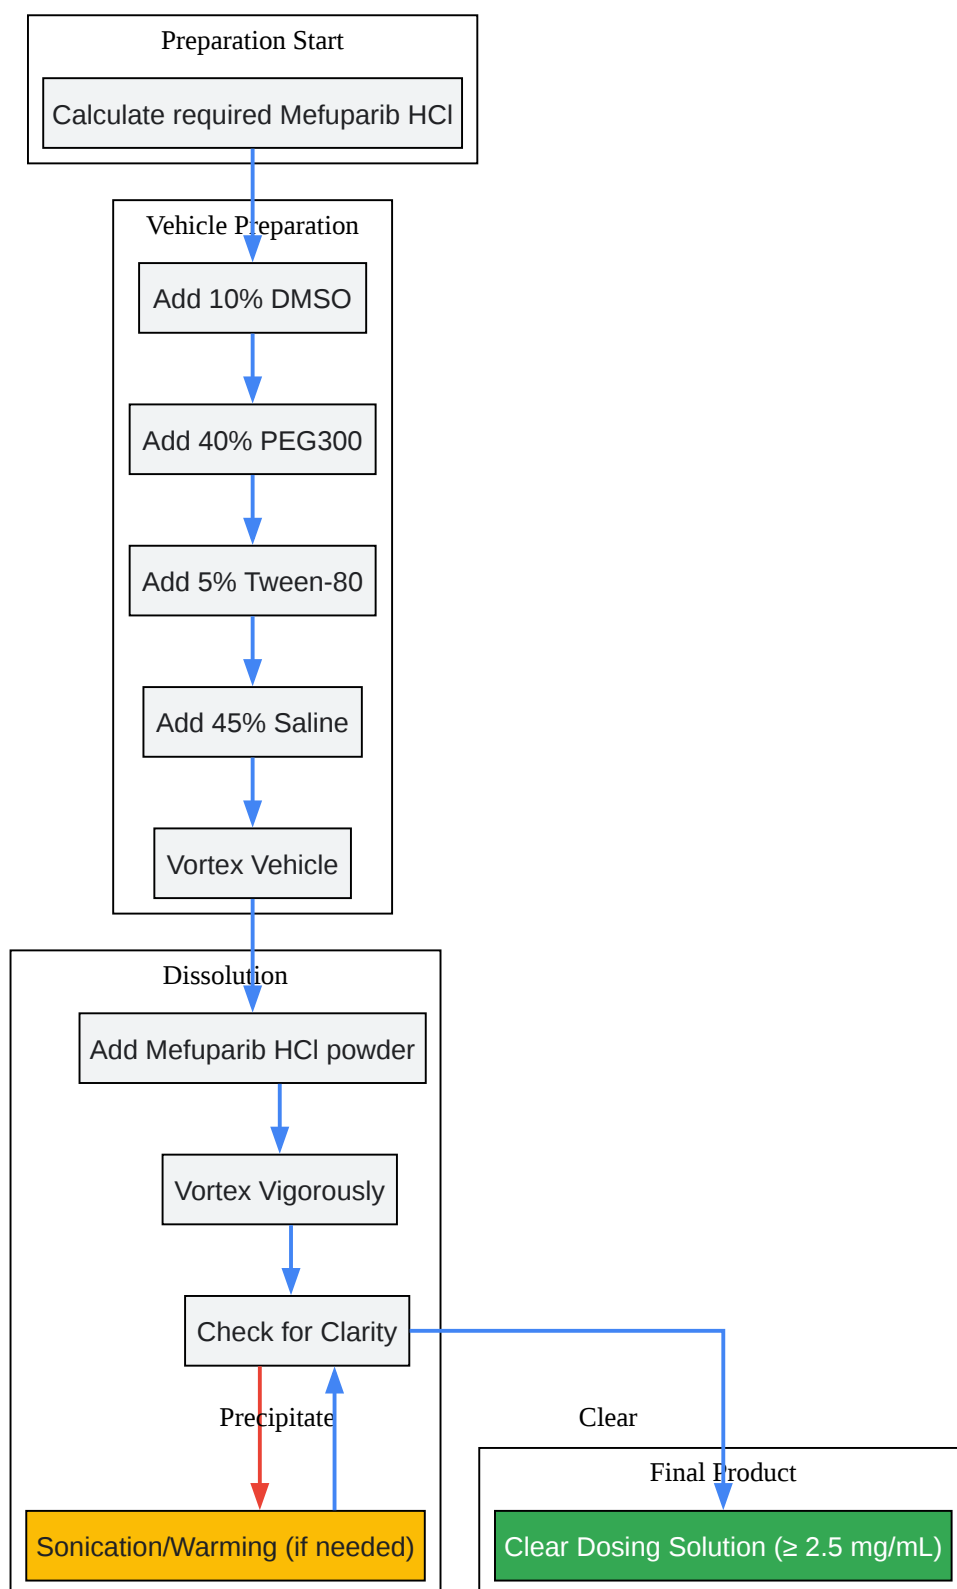 Preparation Start
Calculate required Mefuparib HCl
Vehicle Preparation
Add 10% DMSO
Add 40% PEG300
Add 5% Tween-80
Add 45% Saline
Vortex Vehicle
Dissolution
Add Mefuparib HCl powder
Vortex Vigorously
Check for Clarity
Precipitate
Clear
Final Product
Sonication/Warming (if needed)
Clear Dosing Solution (≥ 2.5 mg/mL)